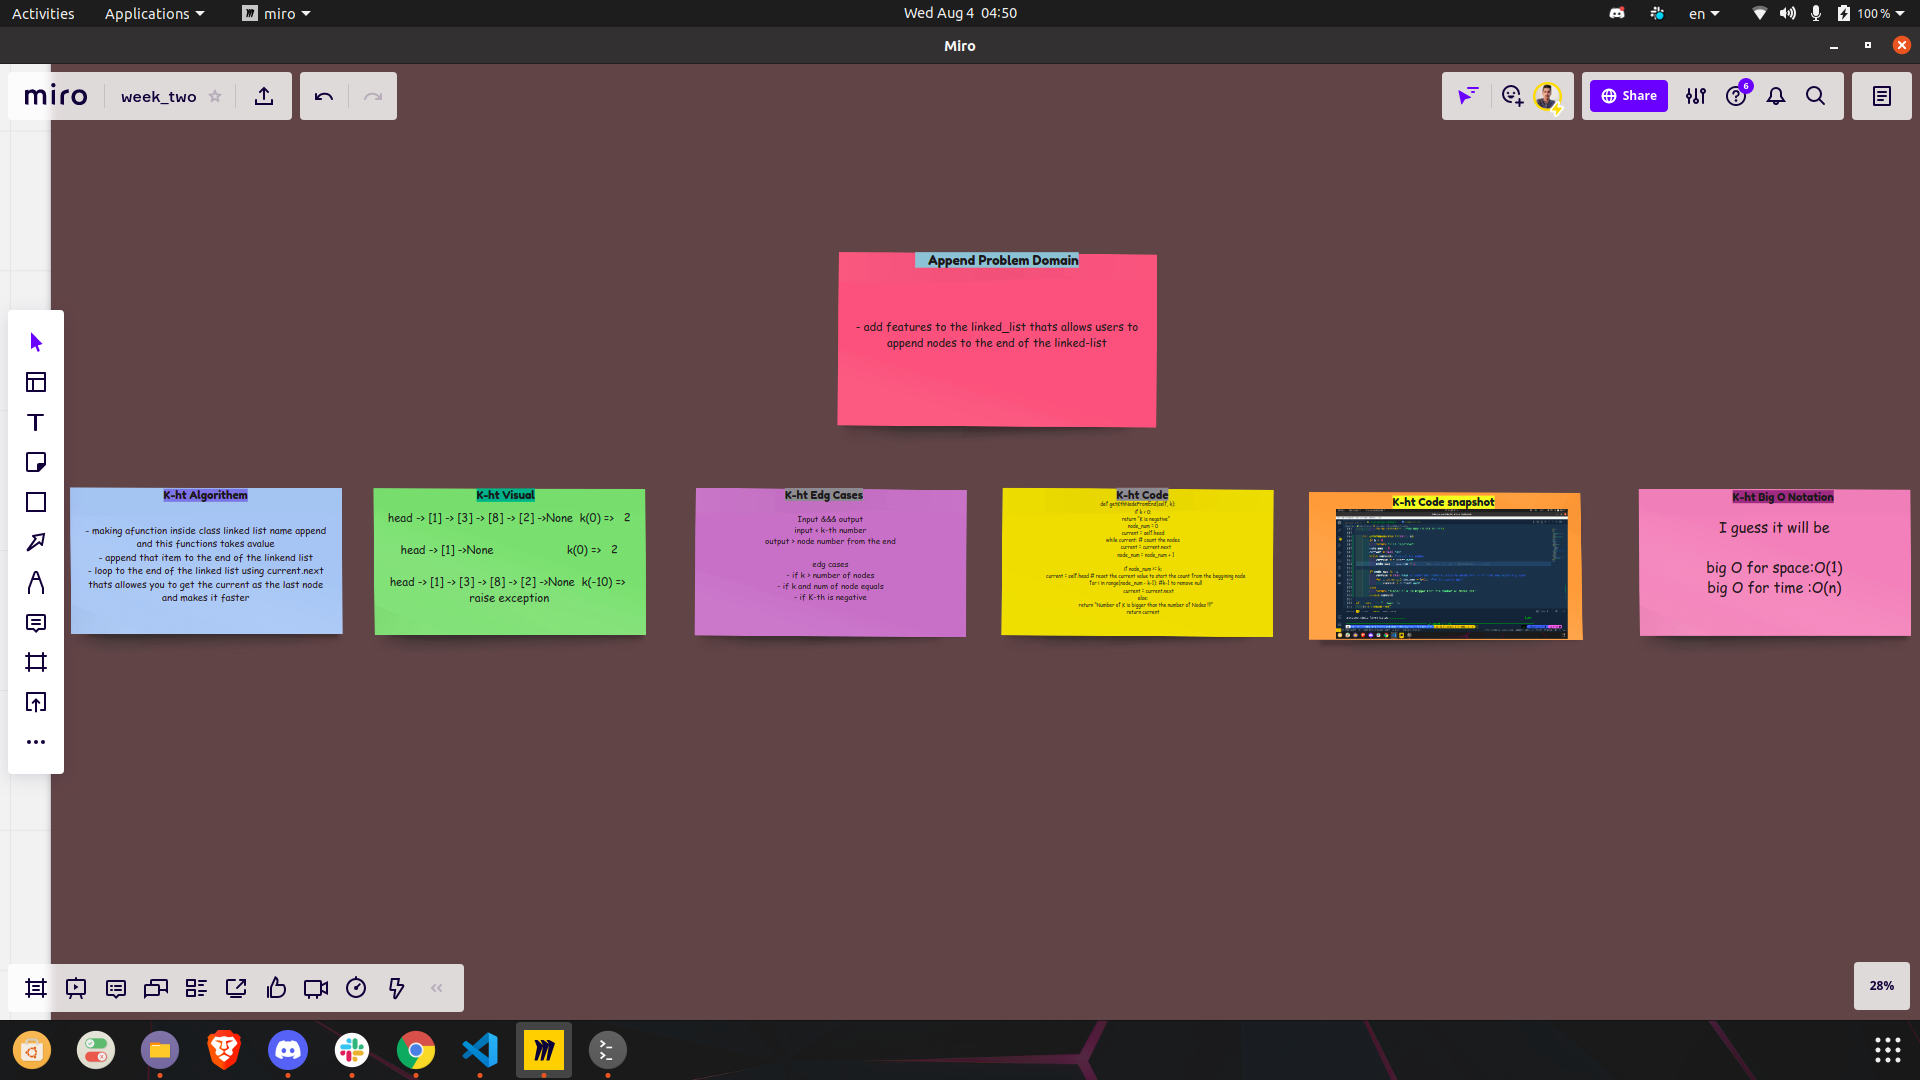 Activities Applications miro Wed Aug 4 04:50 en 100 %
Miro
miro week_two Share 6
Append Problem Domain
- add features to the linked_list thats allows users to
append nodes to the end of the linked-list
K-ht Algorithem
- making afunction inside class linked list name append
and this functions takes avalue
- append that item to the end of the linkend list
- loop to the end of the linked list using current.next
thats allowes you to get the current as the last node
and makes it faster
K-ht Visual
head -> [1] -> [3] -> [8] -> [2] ->None k(0) => 2
head -> [1] ->None k(0) => 2
head -> [1] -> [3] -> [8] -> [2] ->None k(-10) =>
raise exception
K-ht Edg Cases
Input &&& output
input < k-th number
output > node number from the end
edg cases
- if k > number of nodes
- if k and num of node equals
- if K-th is negative
K-ht Code
if k < 0:
return "K is negative"
node_num = 0
current = self.head
while current: # count the nodes
current = current.next
node_num = node_num + 1
if node_num >= k:
current = self.head # reset the current value to start the count from the beggining node
for i in range(node_num - k-1): #k-1 to remove null
current = current.next
else:
return "Number of K is bigger than the number of Nodes !!!"
return current
K-ht Code snapshot
K-ht Big O Notation
I guess it will be
big O for space:O(1)
big O for time :O(n)
28%